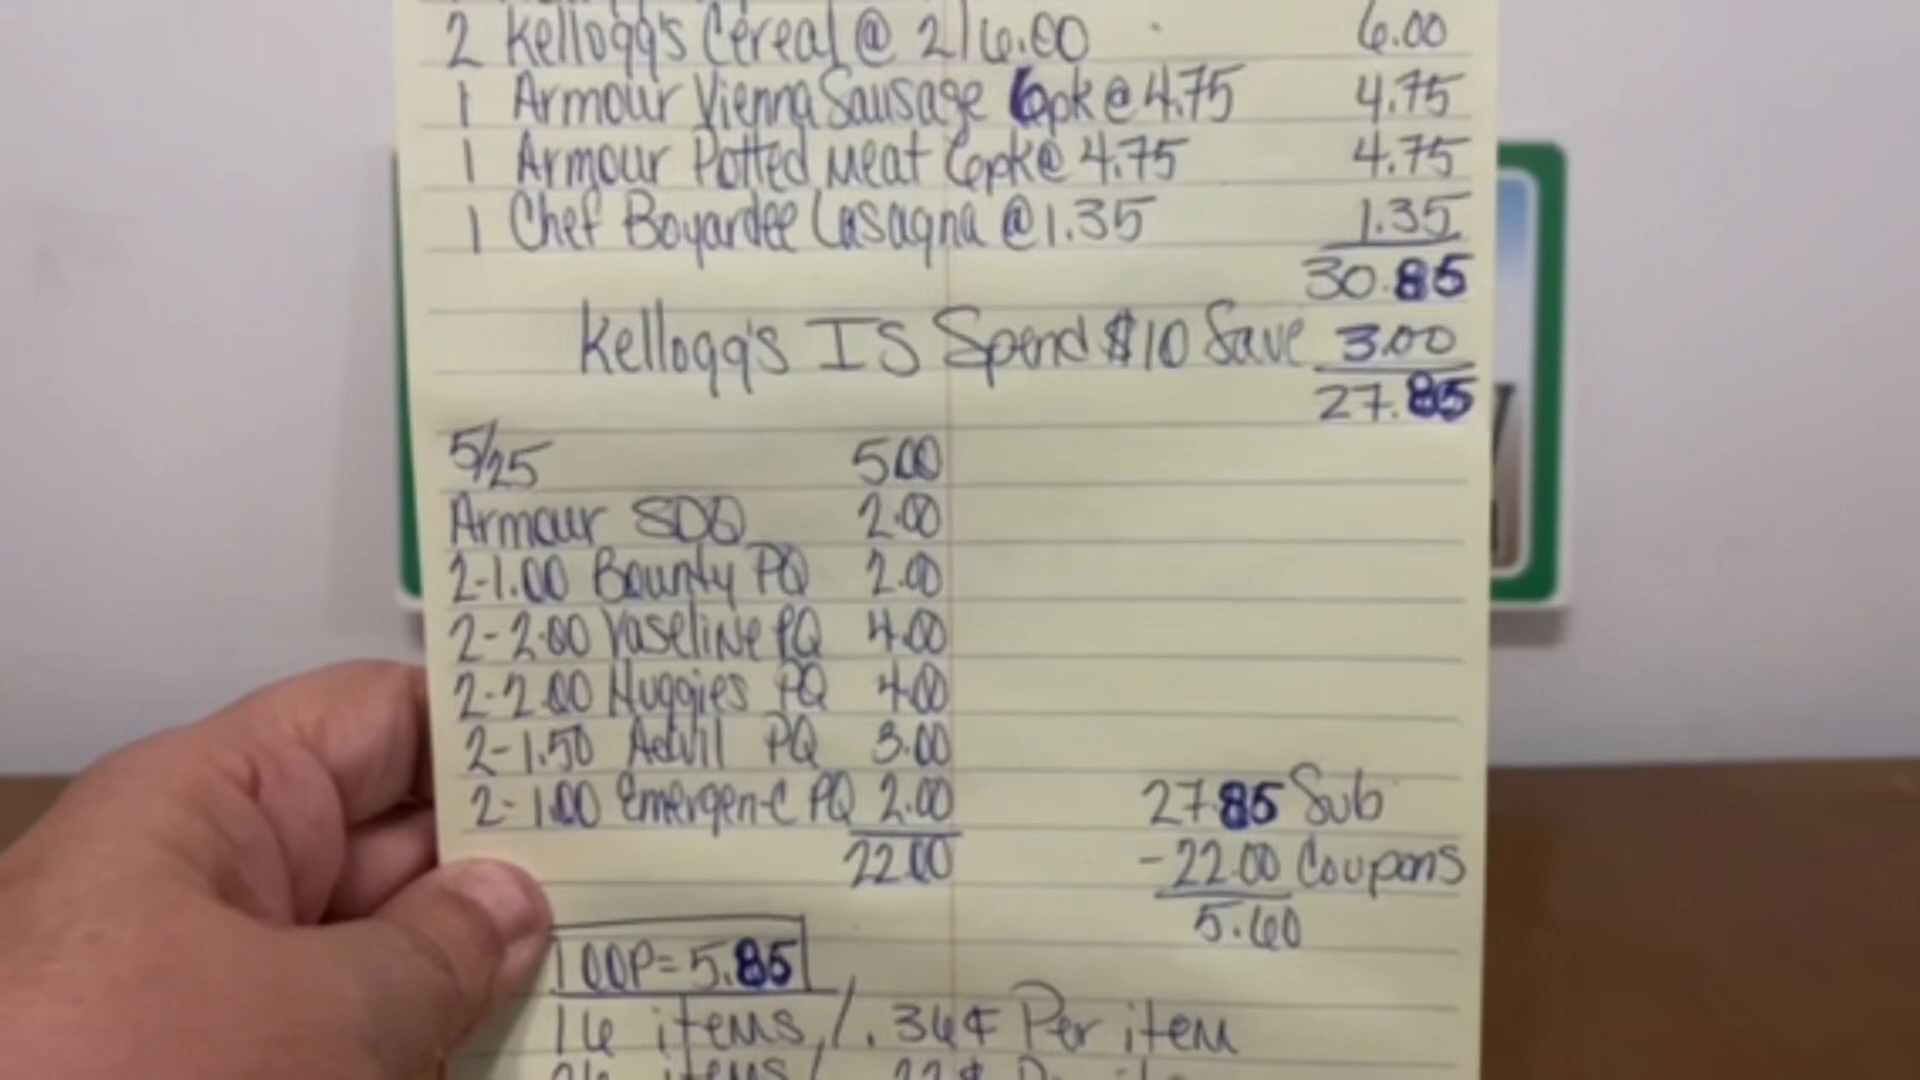 2 Kellogg's Cereal @ 2/6.00 6.00
1 Armour Vienna Sausage 6pk @ 4.75 4.75
1 Armour Potted Meat 6pk @ 4.75 4.75
1 Chef Boyardee Lasagna @ 1.35 1.35
30.85
Kellogg's IS Spend $10 Save 3.00
27.85
5/25 5.00
Armour SDQ 2.00
2-1.00 Bounty PQ 2.00
2-2.00 Vaseline PQ 4.00
2-2.00 Huggies PQ 4.00
2-1.50 Advil PQ 3.00
2-1.00 Emergen-C PQ 2.00
22.00
27.85 Sub
-22.00 Coupons
5.60
OOP=5.85
16 items / .36¢ Per item
items /